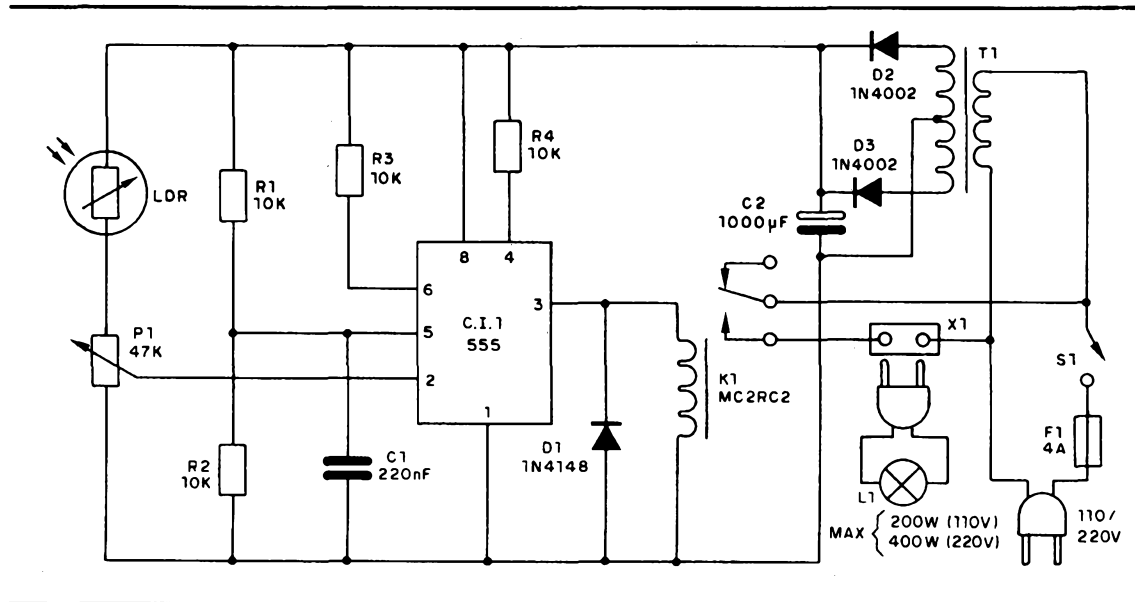 T1
D2
1N4002
D3
1N4002
R4
10K
R3
10K
R1
10K
LDR
C2
1000µF
8
4
6
3
C.I.1
555
5
2
1
P1
47K
X1
S1
K1
MC2RC2
F1
4A
D1
1N4148
R2
10K
C1
220nF
L1
MAX { 200W (110V)
400W (220V)
110/
220V